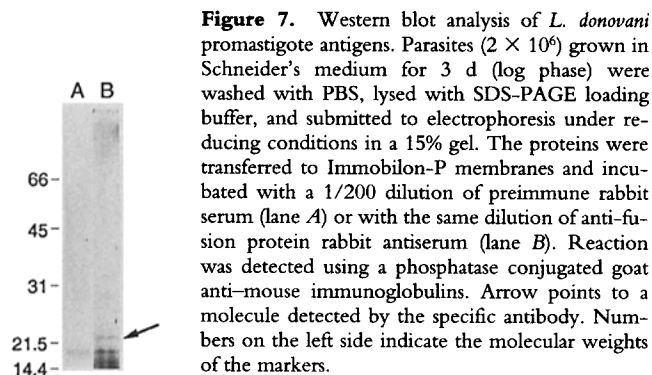 A B
66-
45-
31-
21.5-
14.4-
Figure 7. Western blot analysis of L. donovani
promastigote antigens. Parasites (2 × 10⁶) grown in
Schneider's medium for 3 d (log phase) were
washed with PBS, lysed with SDS-PAGE loading
buffer, and submitted to electrophoresis under re-
ducing conditions in a 15% gel. The proteins were
transferred to Immobilon-P membranes and incu-
bated with a 1/200 dilution of preimmune rabbit
serum (lane A) or with the same dilution of anti-fu-
sion protein rabbit antiserum (lane B). Reaction
was detected using a phosphatase conjugated goat
anti–mouse immunoglobulins. Arrow points to a
molecule detected by the specific antibody. Num-
bers on the left side indicate the molecular weights
of the markers.